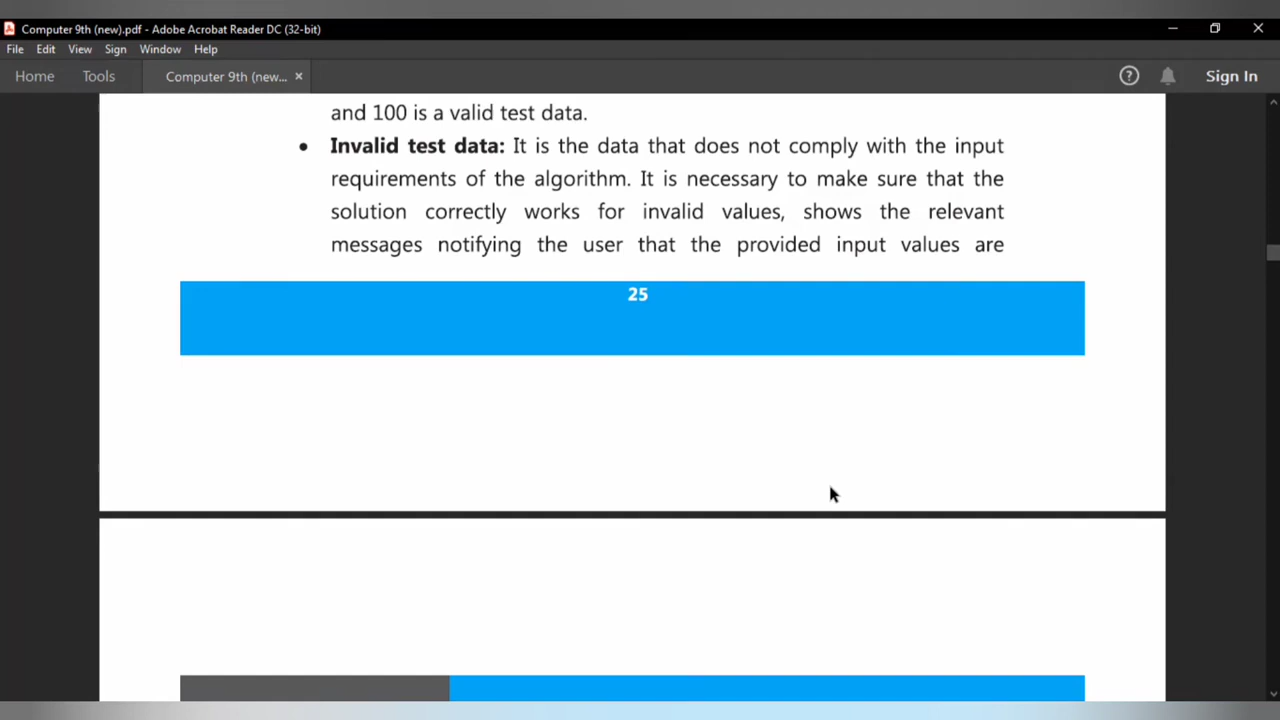 Computer 9th (new).pdf - Adobe Acrobat Reader DC (32-bit)
File Edit View Sign Window Help
Home Tools Computer 9th (new... × Sign In
and 100 is a valid test data.
• Invalid test data: It is the data that does not comply with the input
requirements of the algorithm. It is necessary to make sure that the
solution correctly works for invalid values, shows the relevant
messages notifying the user that the provided input values are
25